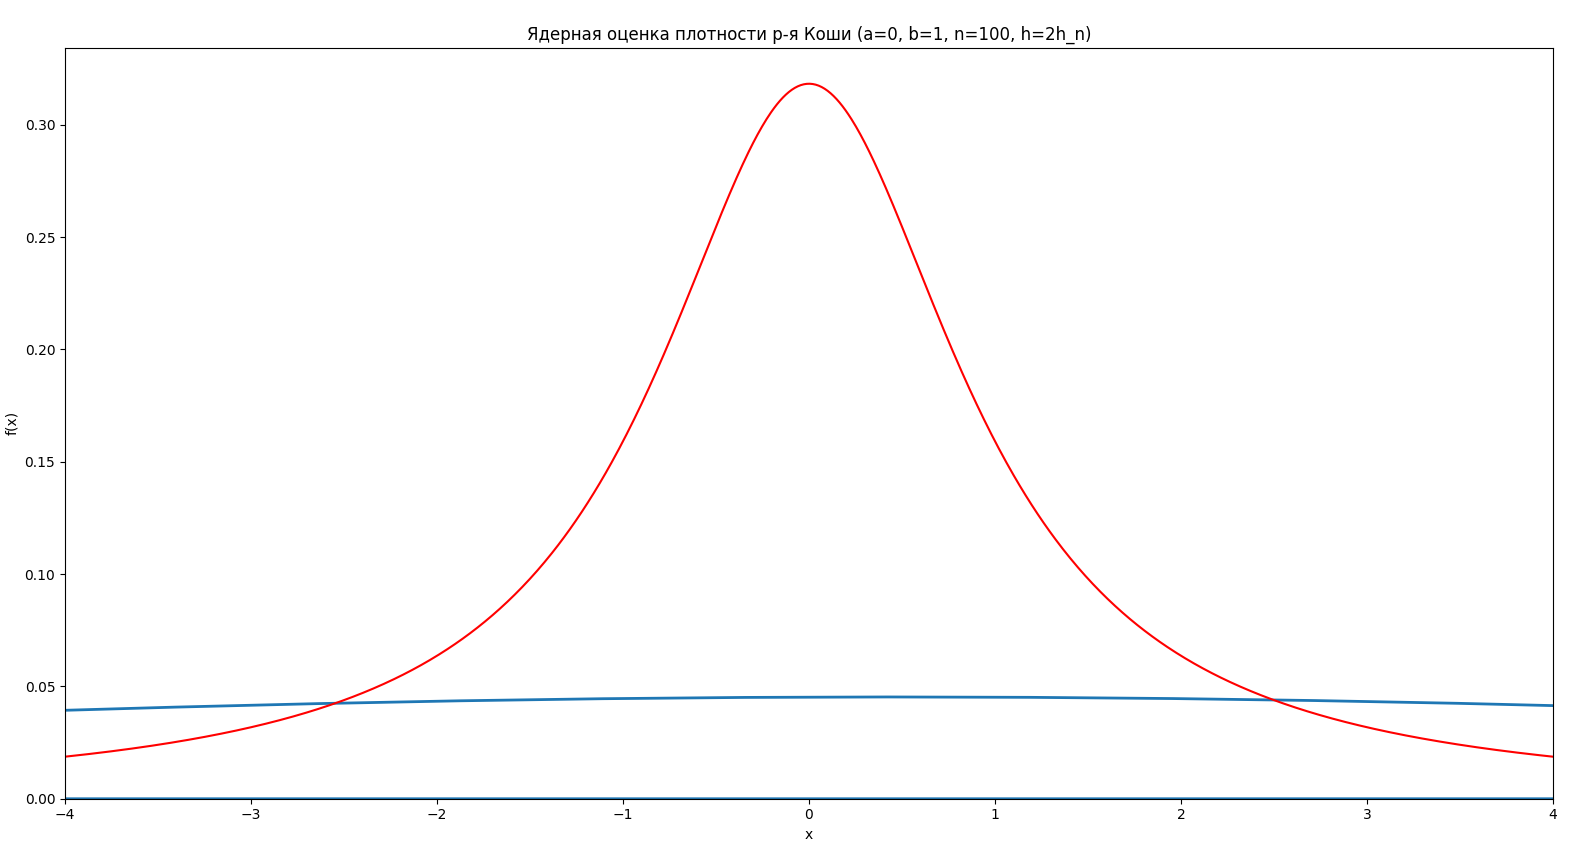 Ядерная оценка плотности р-я Коши (a=0, b=1, n=100, h=2h_n)
0.30
0.25
0.20
0.15
0.10
0.05
0.00
f(x)
−4 −3 −2 −1 0 1 2 3 4
x